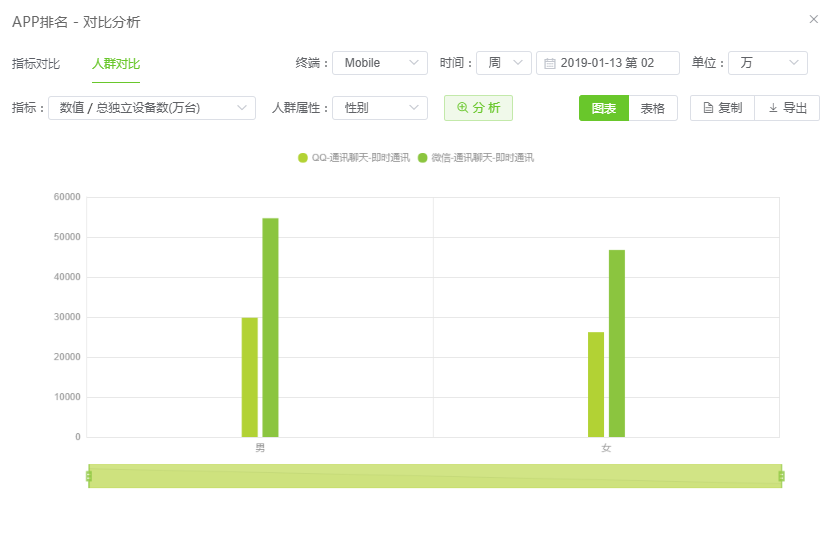 APP排名 - 对比分析
指标对比 人群对比 终端： Mobile 时间： 周 2019-01-13 第 02 单位： 万
指标： 数值 / 总独立设备数(万台) 人群属性： 性别 分 析 图表 表格 复制 导出
QQ-通讯聊天-即时通讯 微信-通讯聊天-即时通讯
60000
50000
40000
30000
20000
10000
0
男 女